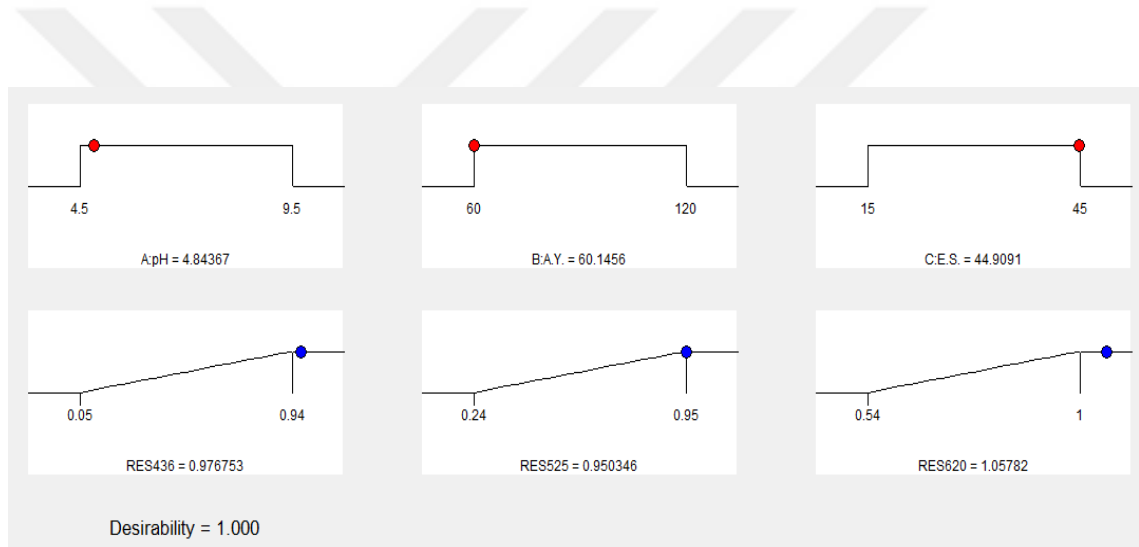 4.5 9.5
A:pH = 4.84367
60 120
B:A.Y. = 60.1456
15 45
C:E.S. = 44.9091
0.05 0.94
RES436 = 0.976753
0.24 0.95
RES525 = 0.950346
0.54 1
RES620 = 1.05782
Desirability = 1.000